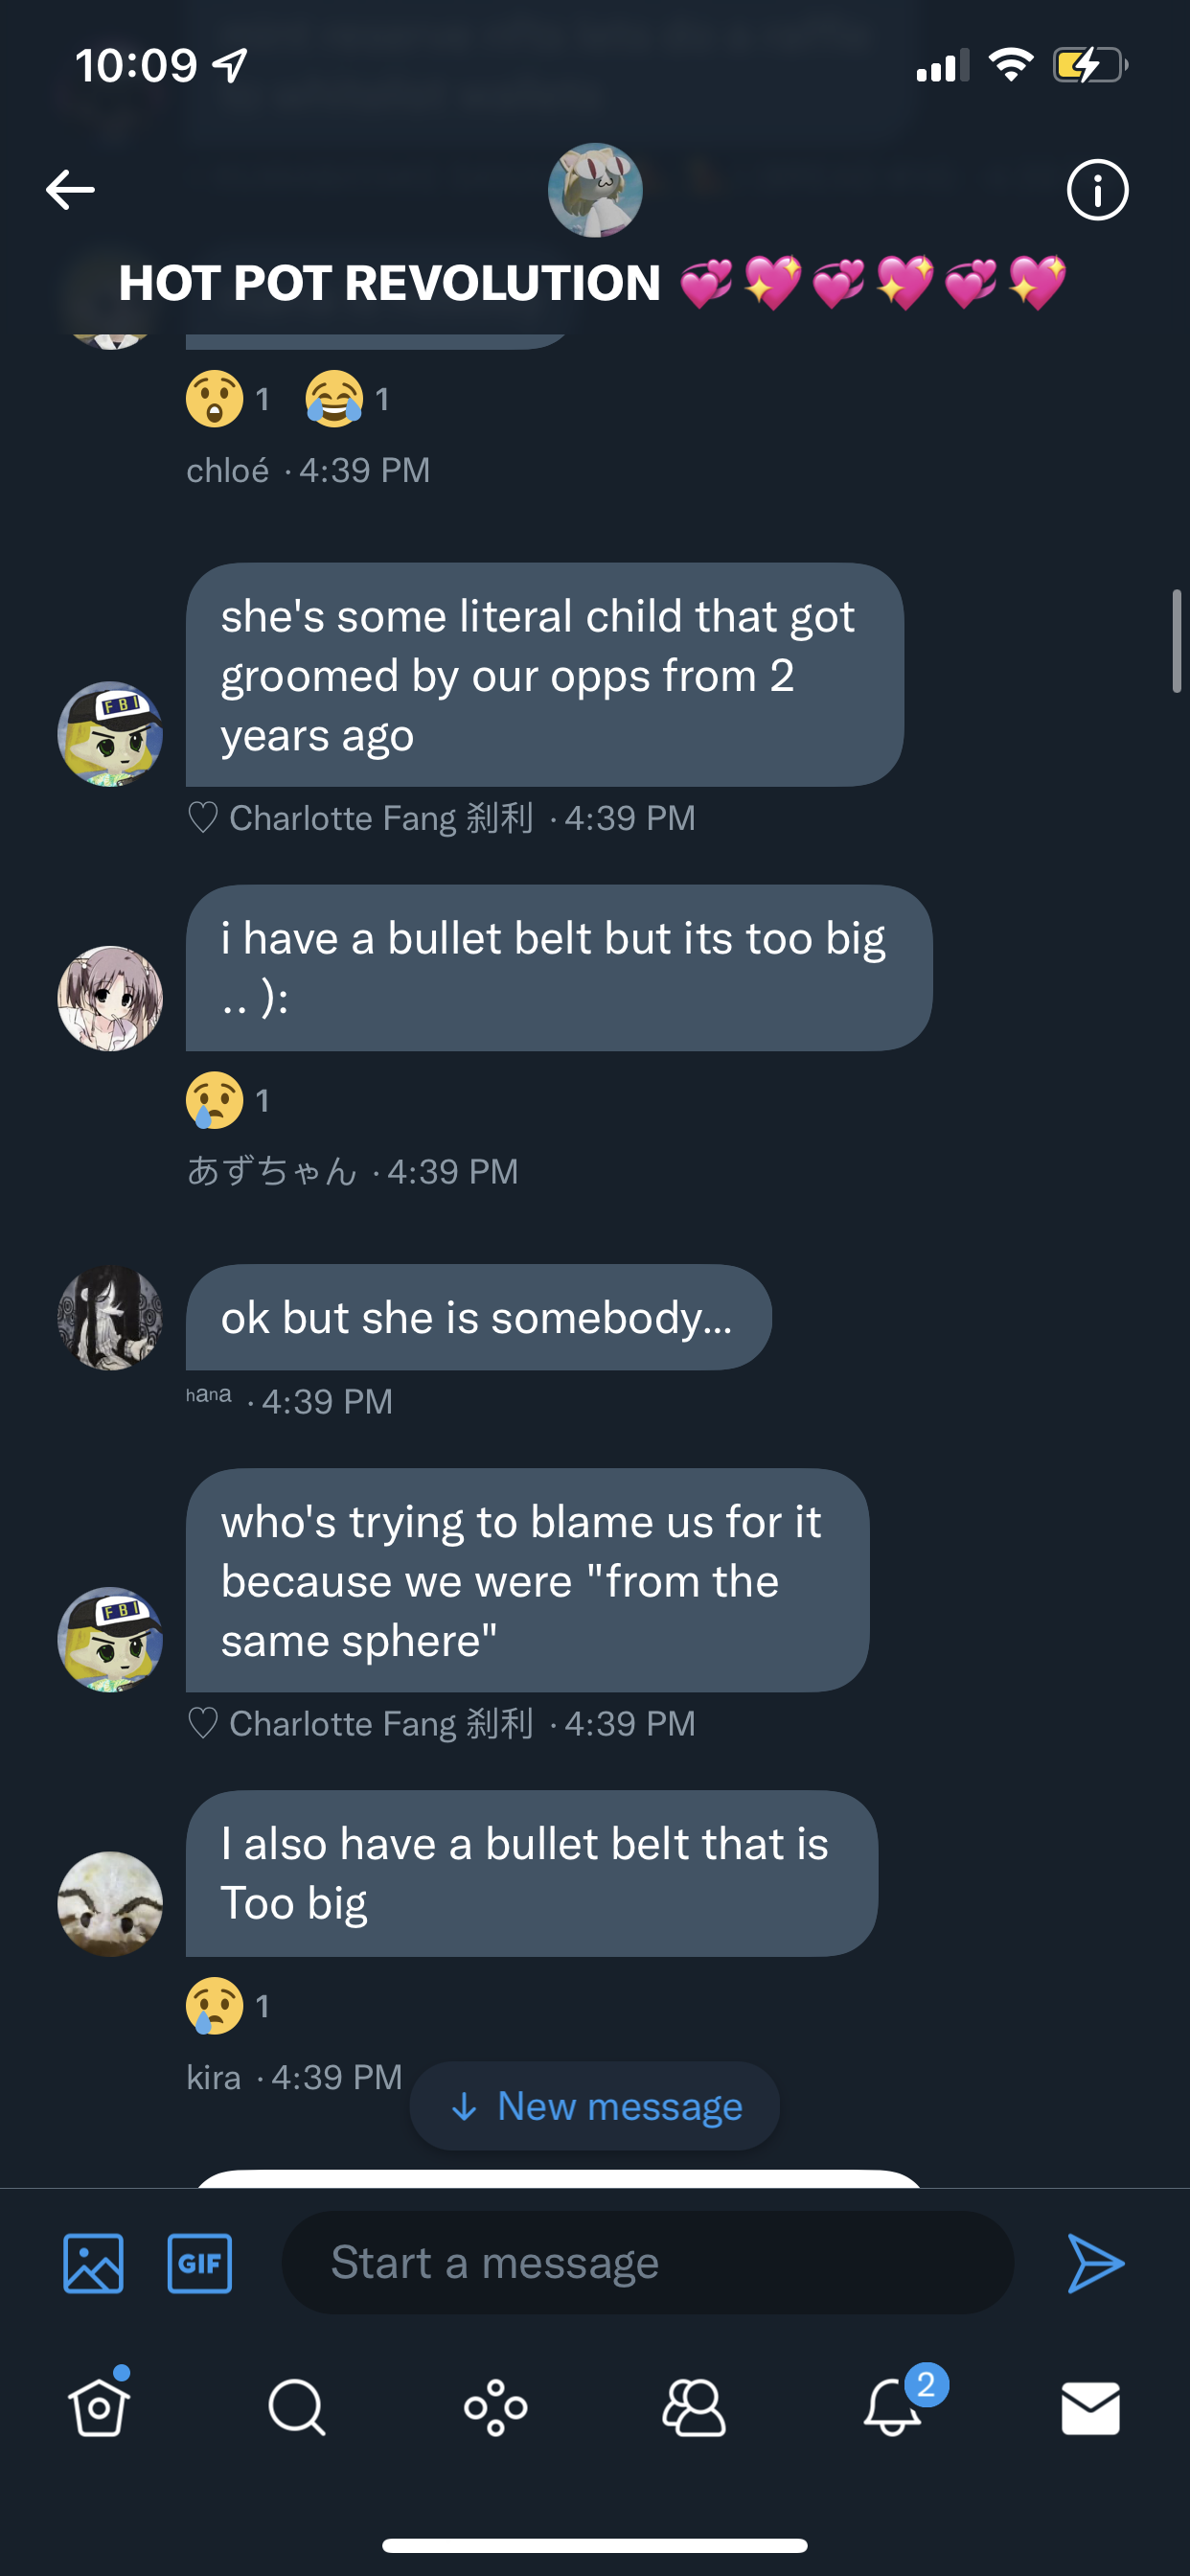 10:09
HOT POT REVOLUTION 💞💖💞💖💞💖
😲 1 😂 1
chloé · 4:39 PM
she's some literal child that got
groomed by our opps from 2
years ago
FBI
♡ Charlotte Fang 刹利 · 4:39 PM
i have a bullet belt but its too big
.. ):
😢 1
あずちゃん · 4:39 PM
ok but she is somebody...
ʰªⁿª · 4:39 PM
who's trying to blame us for it
because we were "from the
same sphere"
FBI
♡ Charlotte Fang 刹利 · 4:39 PM
I also have a bullet belt that is
Too big
😢 1
kira · 4:39 PM
↓ New message
GIF
Start a message
2